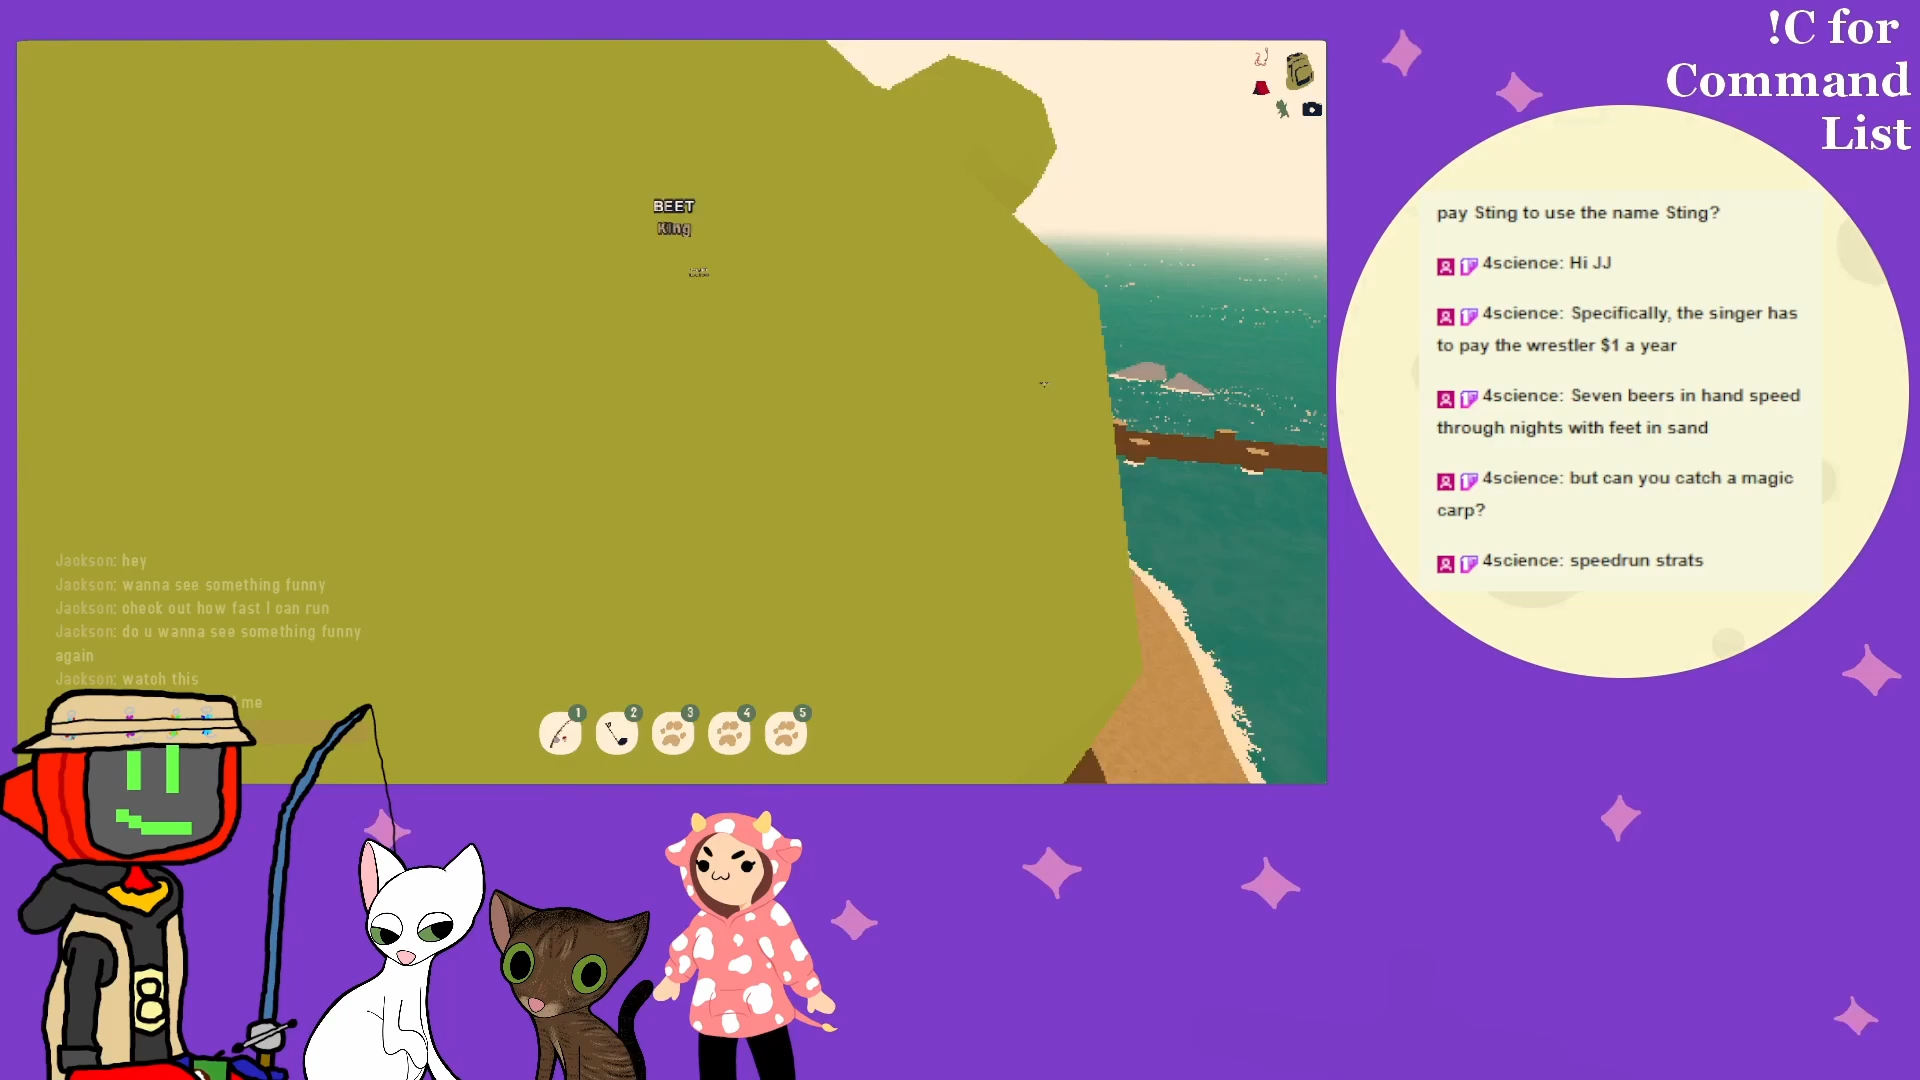 !C for
Command
List
BEET
King
pay Sting to use the name Sting?
4science: Hi JJ
4science: Specifically, the singer has
to pay the wrestler $1 a year
4science: Seven beers in hand speed
through nights with feet in sand
4science: but can you catch a magic
carp?
4science: speedrun strats
Jackson: hey
Jackson: wanna see something funny
Jackson: check out how fast I can run
Jackson: do u wanna see something funny
again
Jackson: watch this
me
1
2
3
4
5
8